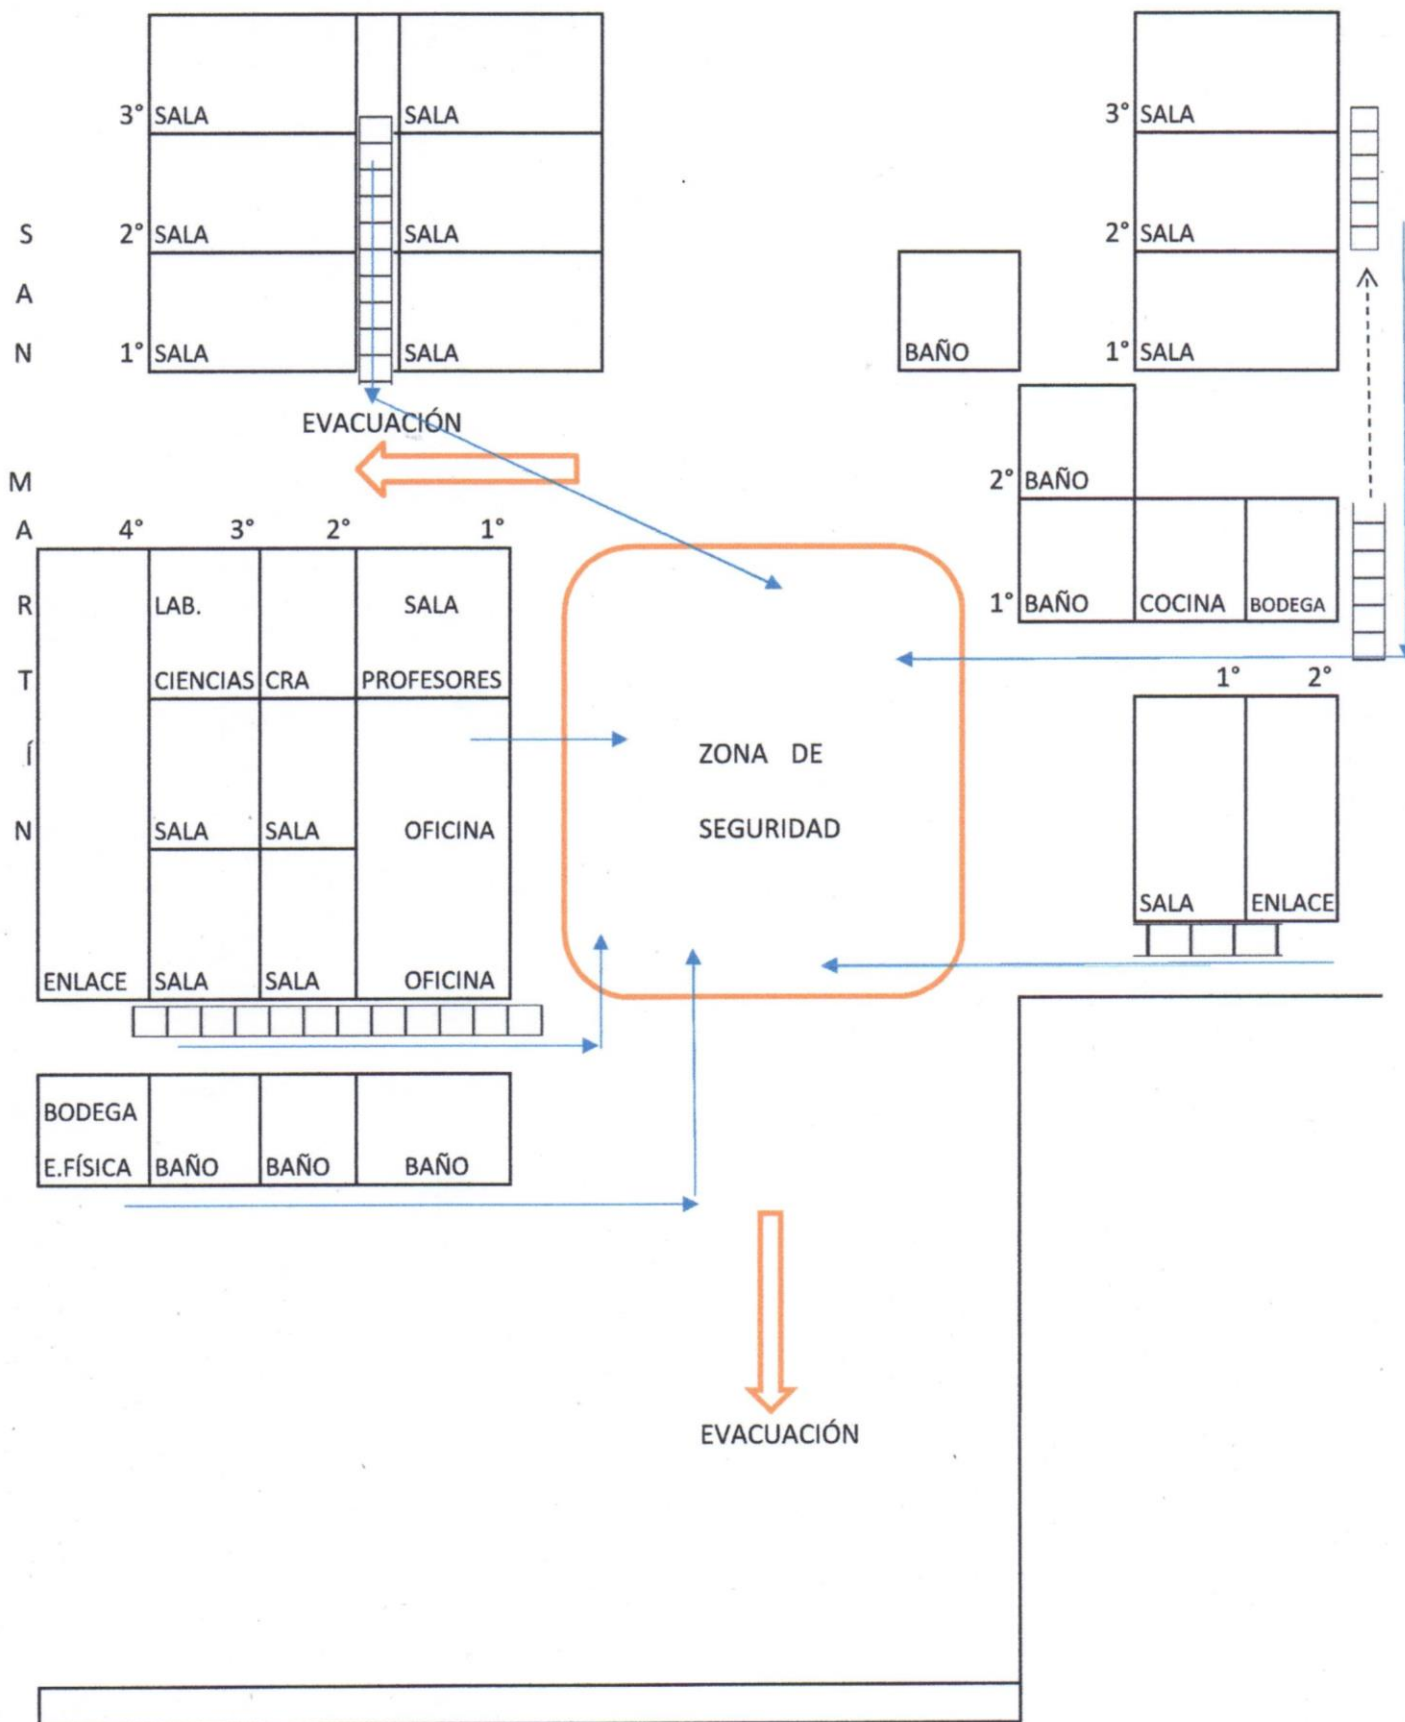 3° SALA SALA
2° SALA SALA
1° SALA SALA
3° SALA
2° SALA
1° SALA
BAÑO
S
A
N
M
A
R
T
Í
N
EVACUACIÓN
2° BAÑO
1° BAÑO COCINA BODEGA
4° 3° 2° 1°
LAB. SALA
CIENCIAS CRA PROFESORES
SALA SALA OFICINA
ENLACE SALA SALA OFICINA
ZONA DE
SEGURIDAD
1° 2°
SALA ENLACE
BODEGA
E.FÍSICA BAÑO BAÑO BAÑO
EVACUACIÓN